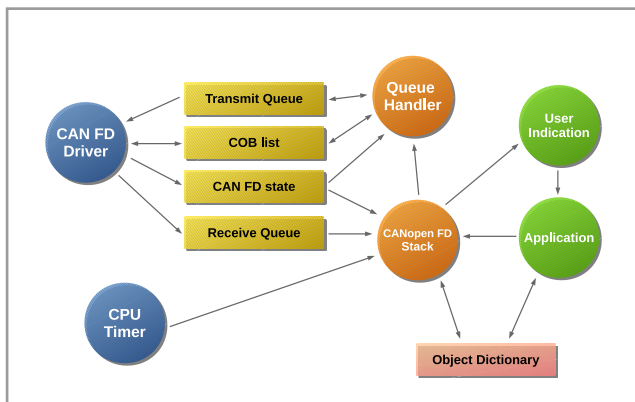 Transmit Queue
Queue
Handler
User
Indication
CAN FD
Driver
COB list
CAN FD state
Receive Queue
CANopen FD
Stack
Application
CPU
Timer
Object Dictionary